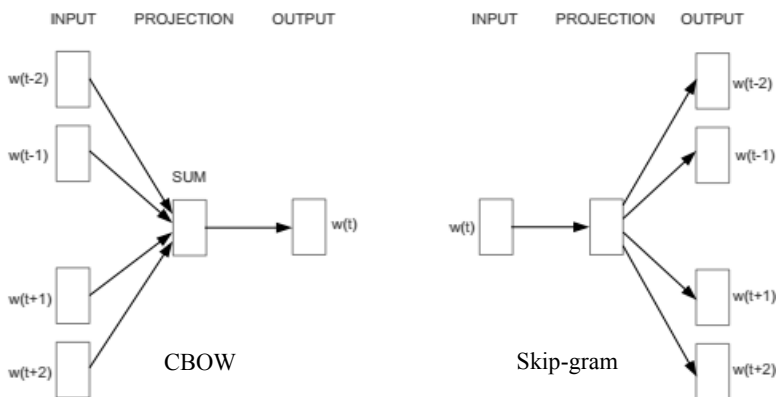 INPUT PROJECTION OUTPUT
w(t-2)
w(t-1)
SUM
w(t)
w(t+1)
w(t+2)
CBOW
INPUT PROJECTION OUTPUT
w(t-2)
w(t-1)
w(t)
w(t+1)
w(t+2)
Skip-gram